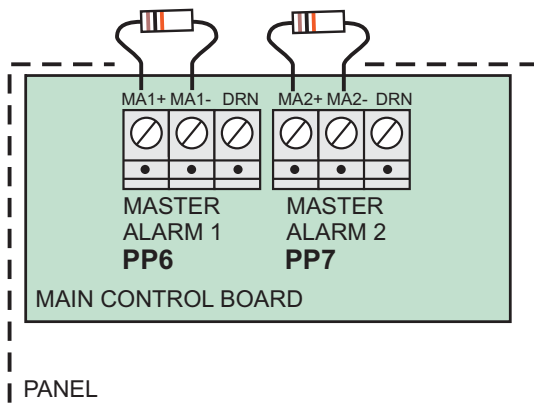 MA1+ MA1- DRN MA2+ MA2- DRN
MASTER
ALARM 1
PP6
MASTER
ALARM 2
PP7
MAIN CONTROL BOARD
PANEL